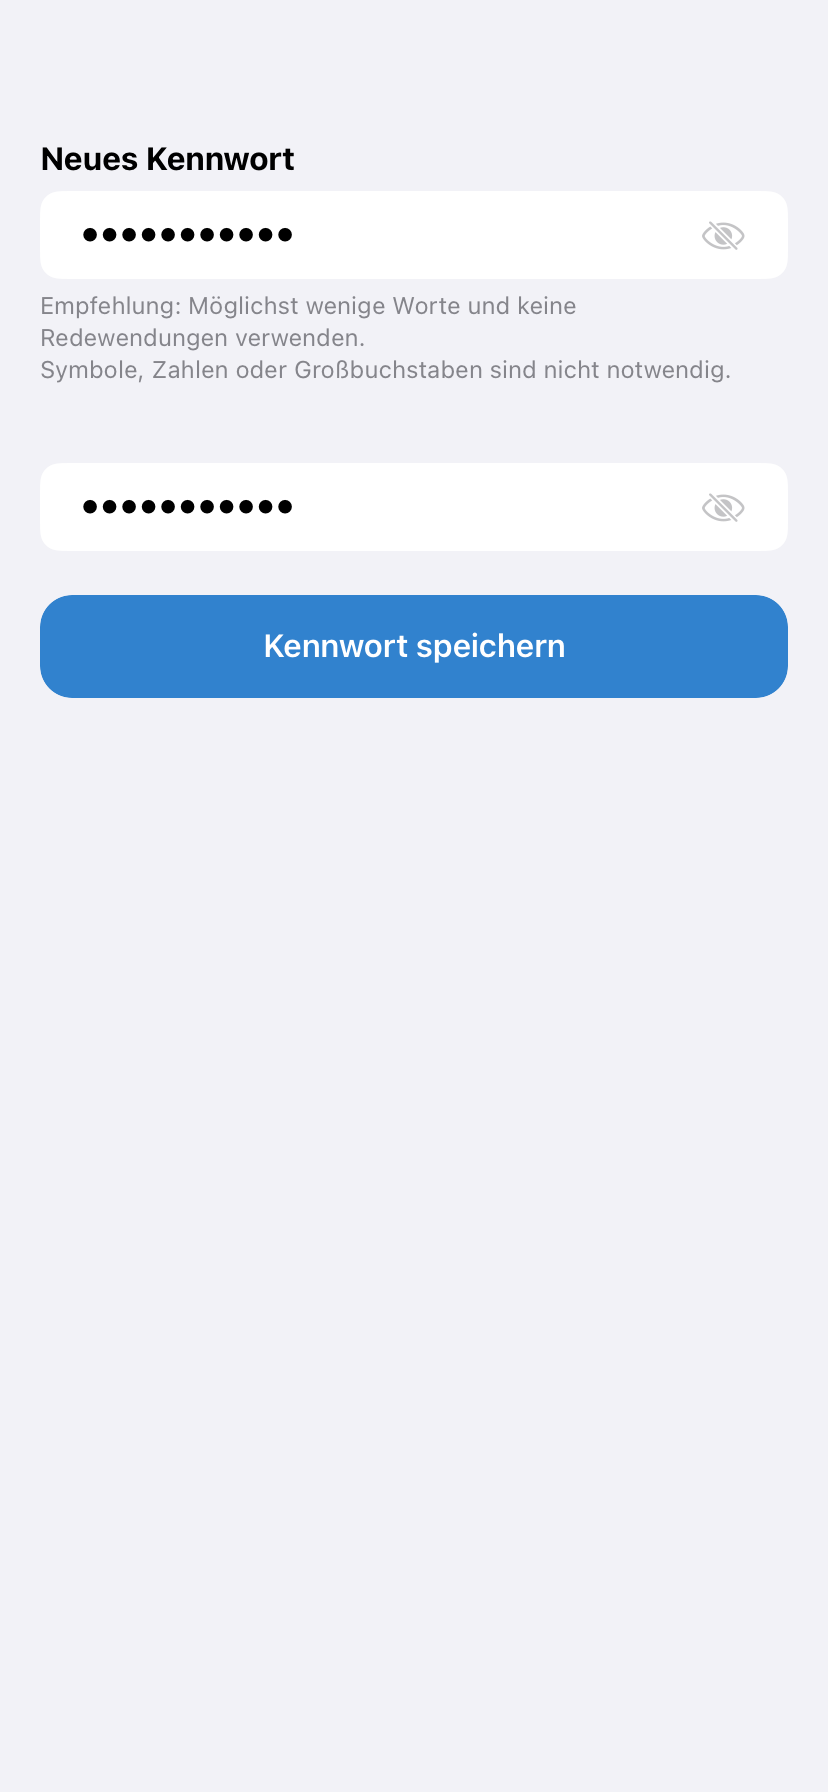 Neues Kennwort
•••••••••••
Empfehlung: Möglichst wenige Worte und keine
Redewendungen verwenden.
Symbole, Zahlen oder Großbuchstaben sind nicht notwendig.
•••••••••••
Kennwort speichern